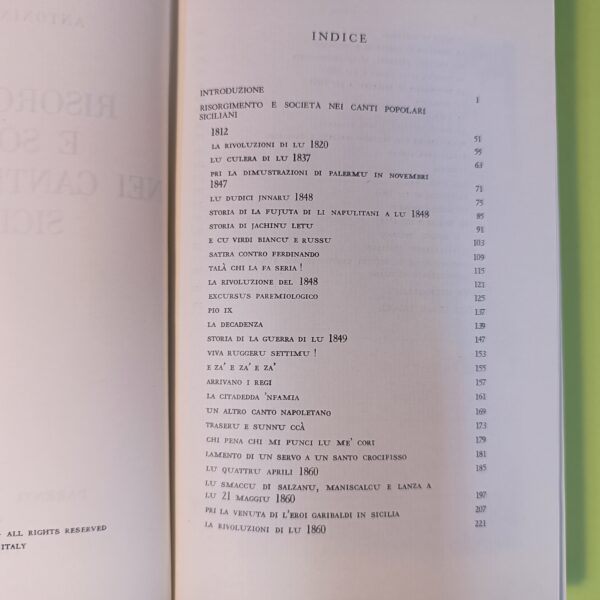 ALL RIGHTS RESERVED
ITALY
INDICE
INTRODUZIONE 1
RISORGIMENTO E SOCIETÀ NEI CANTI POPOLARI
SICILIANI
1812 51
LA RIVOLUZIONI DI LU 1820 55
LU CULERA DI LU 1837 63
PRI LA DIMUSTRAZIONI DI PALERMU IN NOVEMBRI
1847 71
LU DUDICI JNNARU 1848 75
STORIA DI LA FUJUTA DI LI NAPULITANI A LU 1848 85
STORIA DI JACHINU LETU 91
E CU VIRDI BIANCU E RUSSU 103
SATIRA CONTRO FERDINANDO 109
TALÀ CHI LA FA SERIA ! 115
LA RIVOLUZIONE DEL 1848 121
EXCURSUS PAREMIOLOGICO 125
PIO IX 137
LA DECADENZA 139
STORIA DI LA GUERRA DI LU 1849 147
VIVA RUGGERU SETTIMU ! 153
E ZA' E ZA' E ZA' 155
ARRIVANO I REGI 157
LA CITADEDDA 'NFAMIA 161
UN ALTRO CANTO NAPOLETANO 169
TRASERU E SUNNU CCÀ 173
CHI PENA CHI MI PUNCI LU ME' CORI 179
LAMENTO DI UN SERVO A UN SANTO CROCIFISSO 181
LU QUATTRU APRILI 1860 185
LU SMACCU DI SALZANU, MANISCALCU E LANZA A
LU 21 MAGGIU 1860 197
PRI LA VENUTA DI L'EROI GARIBALDI IN SICILIA 207
LA RIVOLUZIONI DI LU 1860 221